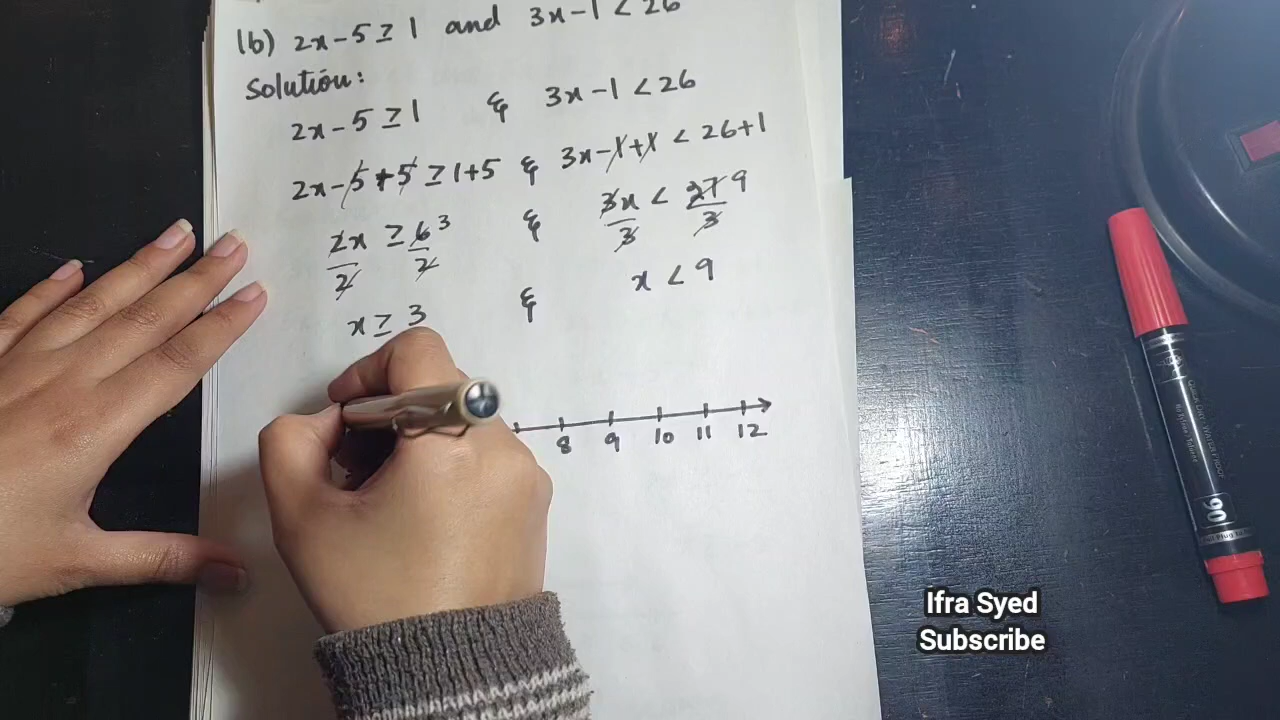 1b) 2x-5 ≥ 1 and 3x-1 < 26
Solution:
2x-5 ≥ 1 & 3x-1 < 26
2x-5+5 ≥ 1+5 & 3x-1+1 < 26+1
2x/2 ≥ 6/2 3 & 3x/3 < 27/3 9
x ≥ 3 & x < 9
8 9 10 11 12
90
Ifra Syed
Subscribe